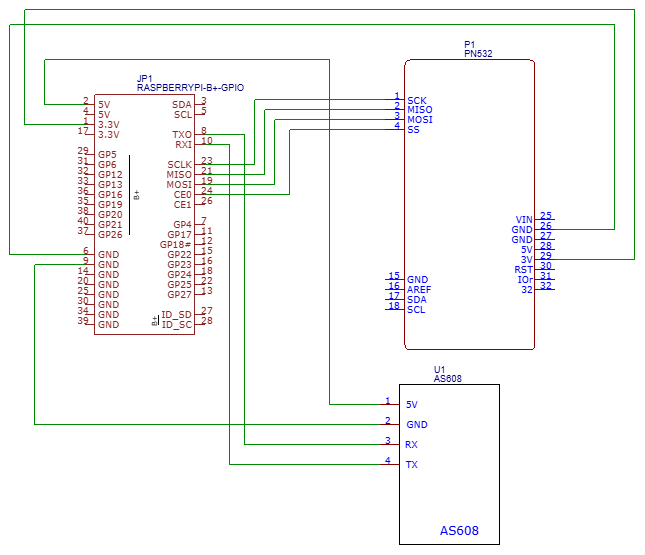 P1
PN532
JP1
RASPBERRYPI-B+-GPIO
2 5V SDA 3
4 5V SCL 5
1 3.3V
17 3.3V TXO 8
RXI 10
29 GP5
31 GP6 SCLK 23
32 GP12 MISO 21
33 GP13 MOSI 19
36 GP16 CE0 24
35 GP19 CE1 26
38 GP20
40 GP21 GP4 7
37 GP26 GP17 11
GP18# 12
6 GND GP22 15
9 GND GP23 16
14 GND GP24 18
20 GND GP25 22
25 GND GP27 13
30 GND
34 GND ID_SD 27
39 GND ID_SC 28
B+
B+
1 SCK
2 MISO
3 MOSI
4 SS
VIN 25
GND 26
GND 27
5V 28
3V 29
RST 30
IOr 31
32 32
15 GND
16 AREF
17 SDA
18 SCL
U1
AS608
1 5V
2 GND
3 RX
4 TX
AS608